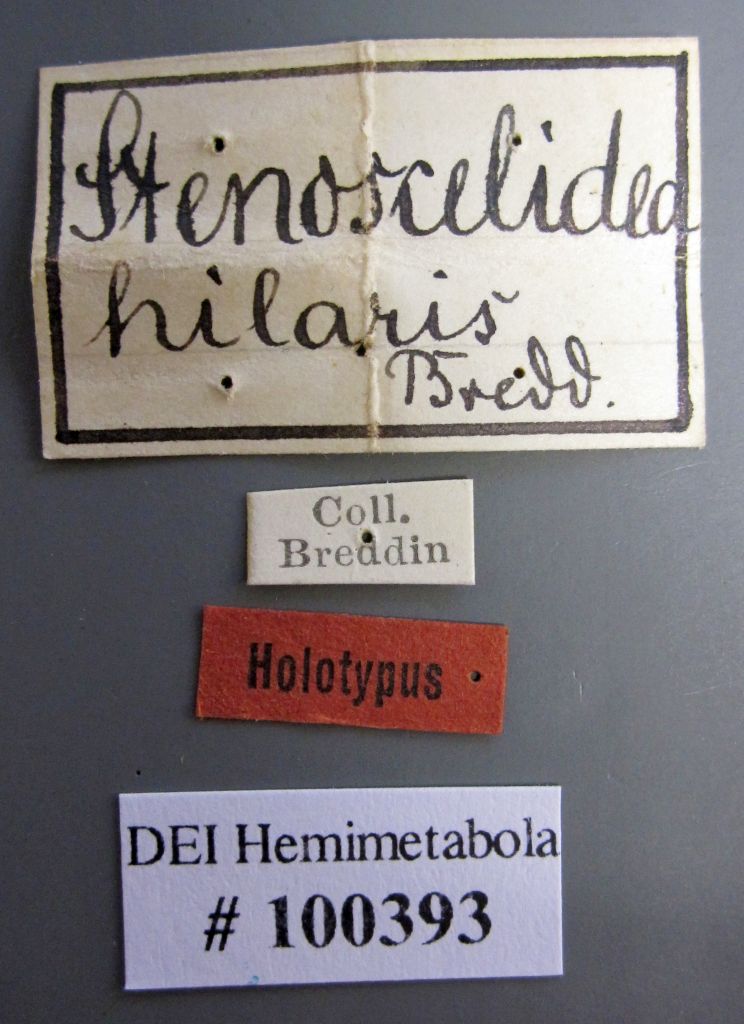 Stenoscelidea
hilaris
Bredd.
Coll.
Breddin
Holotypus
DEI Hemimetabola
# 100393